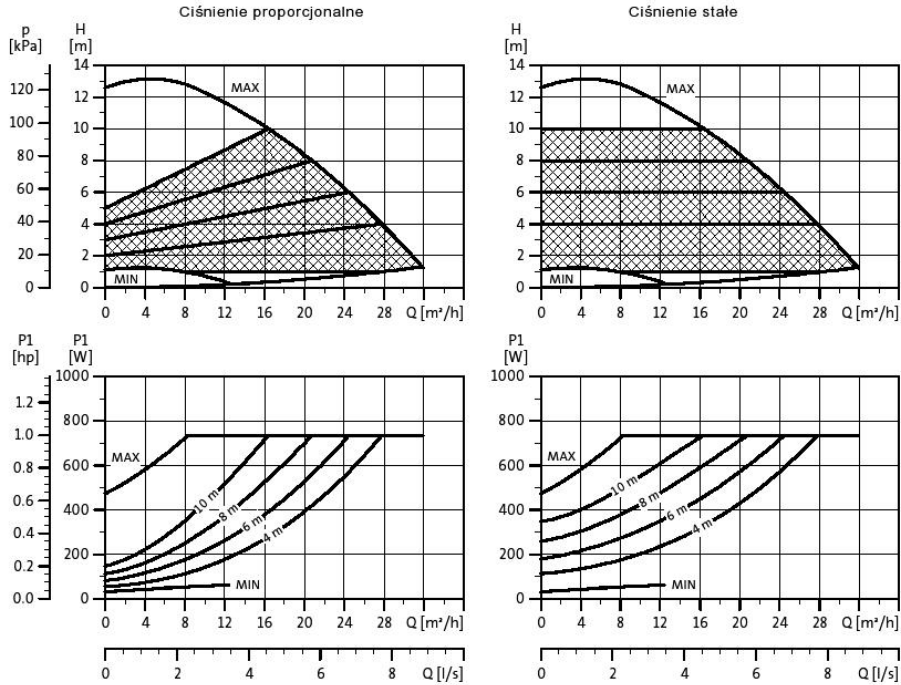 Ciśnienie proporcjonalne
Ciśnienie stałe
p
[kPa]
H
[m]
H
[m]
120
100
80
60
40
20
0
14
12
10
8
6
4
2
0
MAX
MIN
0 4 8 12 16 20 24 28 Q [m³/h]
14
12
10
8
6
4
2
0
MAX
MIN
0 4 8 12 16 20 24 28 Q [m³/h]
P1
[hp]
P1
[W]
P1
[W]
1.2
1.0
0.8
0.6
0.4
0.2
0.0
1000
800
600
400
200
0
MAX
10 m
8 m
6 m
4 m
MIN
0 4 8 12 16 20 24 28 Q [m³/h]
0 2 4 6 8 Q [l/s]
1000
800
600
400
200
0
MAX
10 m
8 m
6 m
4 m
MIN
0 4 8 12 16 20 24 28 Q [m³/h]
0 2 4 6 8 Q [l/s]